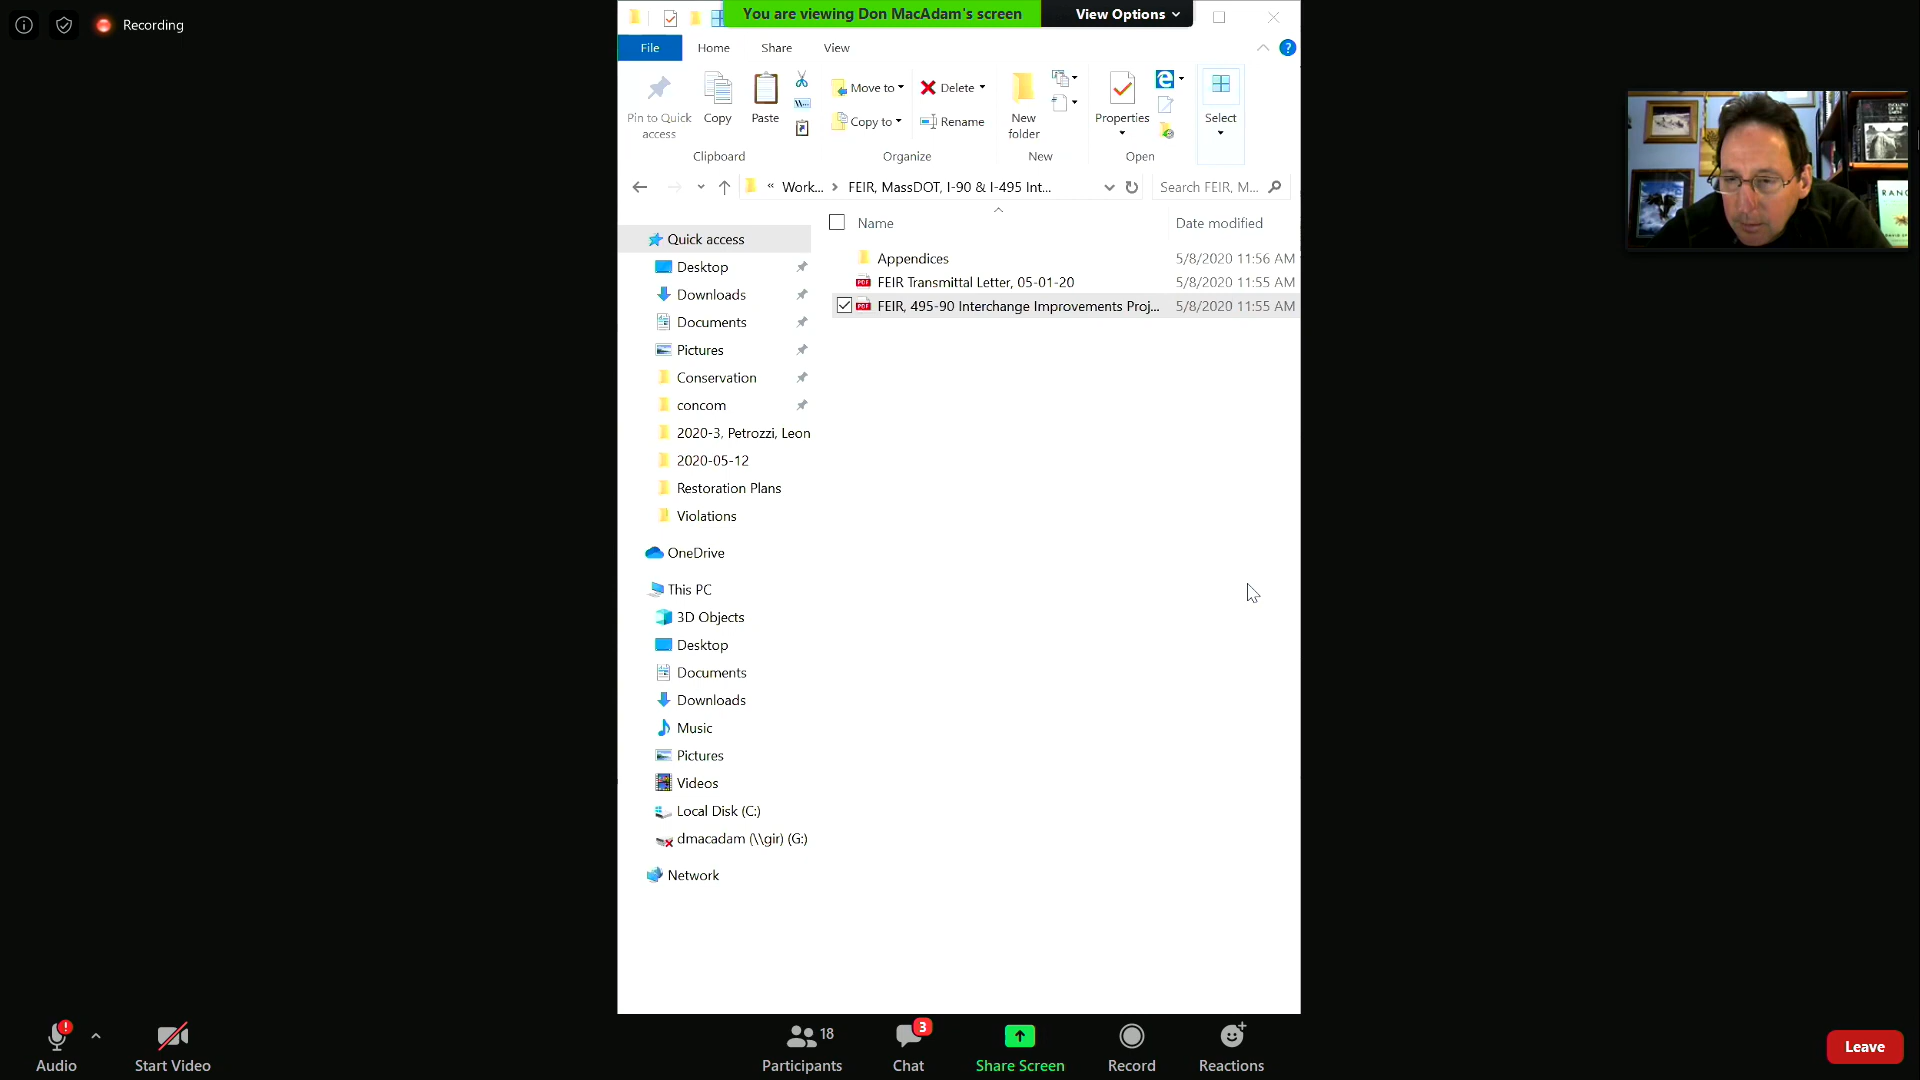 Recording
You are viewing Don MacAdam's screen
View Options
File
Home
Share
View
?
Pin to Quick access
Copy
Paste
Move to
Copy to
Delete
Rename
New folder
Properties
Select
Clipboard
Organize
New
Open
« Work... > FEIR, MassDOT, I-90 & I-495 Int...
Search FEIR, M...
Name
Date modified
Appendices
5/8/2020 11:56 AM
FEIR Transmittal Letter, 05-01-20
5/8/2020 11:55 AM
FEIR, 495-90 Interchange Improvements Proj...
5/8/2020 11:55 AM
Quick access
Desktop
Downloads
Documents
Pictures
Conservation
concom
2020-3, Petrozzi, Leon
2020-05-12
Restoration Plans
Violations
OneDrive
This PC
3D Objects
Desktop
Documents
Downloads
Music
Pictures
Videos
Local Disk (C:)
dmacadam (\\gir) (G:)
Network
Audio
Start Video
Participants
18
Chat
3
Share Screen
Record
Reactions
Leave